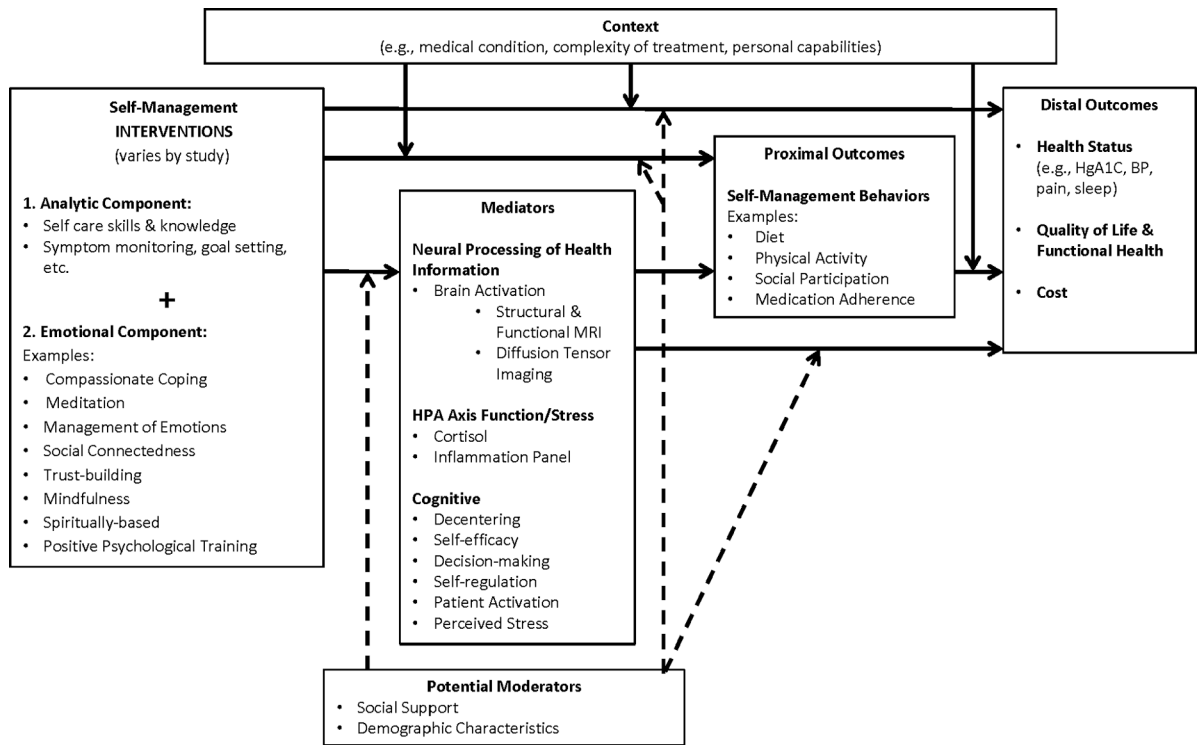 Context
(e.g., medical condition, complexity of treatment, personal capabilities)
Self-Management
INTERVENTIONS
(varies by study)
1. Analytic Component:
• Self care skills & knowledge
• Symptom monitoring, goal setting,
etc.
+
2. Emotional Component:
Examples:
• Compassionate Coping
• Meditation
• Management of Emotions
• Social Connectedness
• Trust-building
• Mindfulness
• Spiritually-based
• Positive Psychological Training
Mediators
Neural Processing of Health
Information
• Brain Activation
• Structural &
Functional MRI
• Diffusion Tensor
Imaging
HPA Axis Function/Stress
• Cortisol
• Inflammation Panel
Cognitive
• Decentering
• Self-efficacy
• Decision-making
• Self-regulation
• Patient Activation
• Perceived Stress
Proximal Outcomes
Self-Management Behaviors
Examples:
• Diet
• Physical Activity
• Social Participation
• Medication Adherence
Distal Outcomes
• Health Status
(e.g., HgA1C, BP,
pain, sleep)
• Quality of Life &
Functional Health
• Cost
Potential Moderators
• Social Support
• Demographic Characteristics